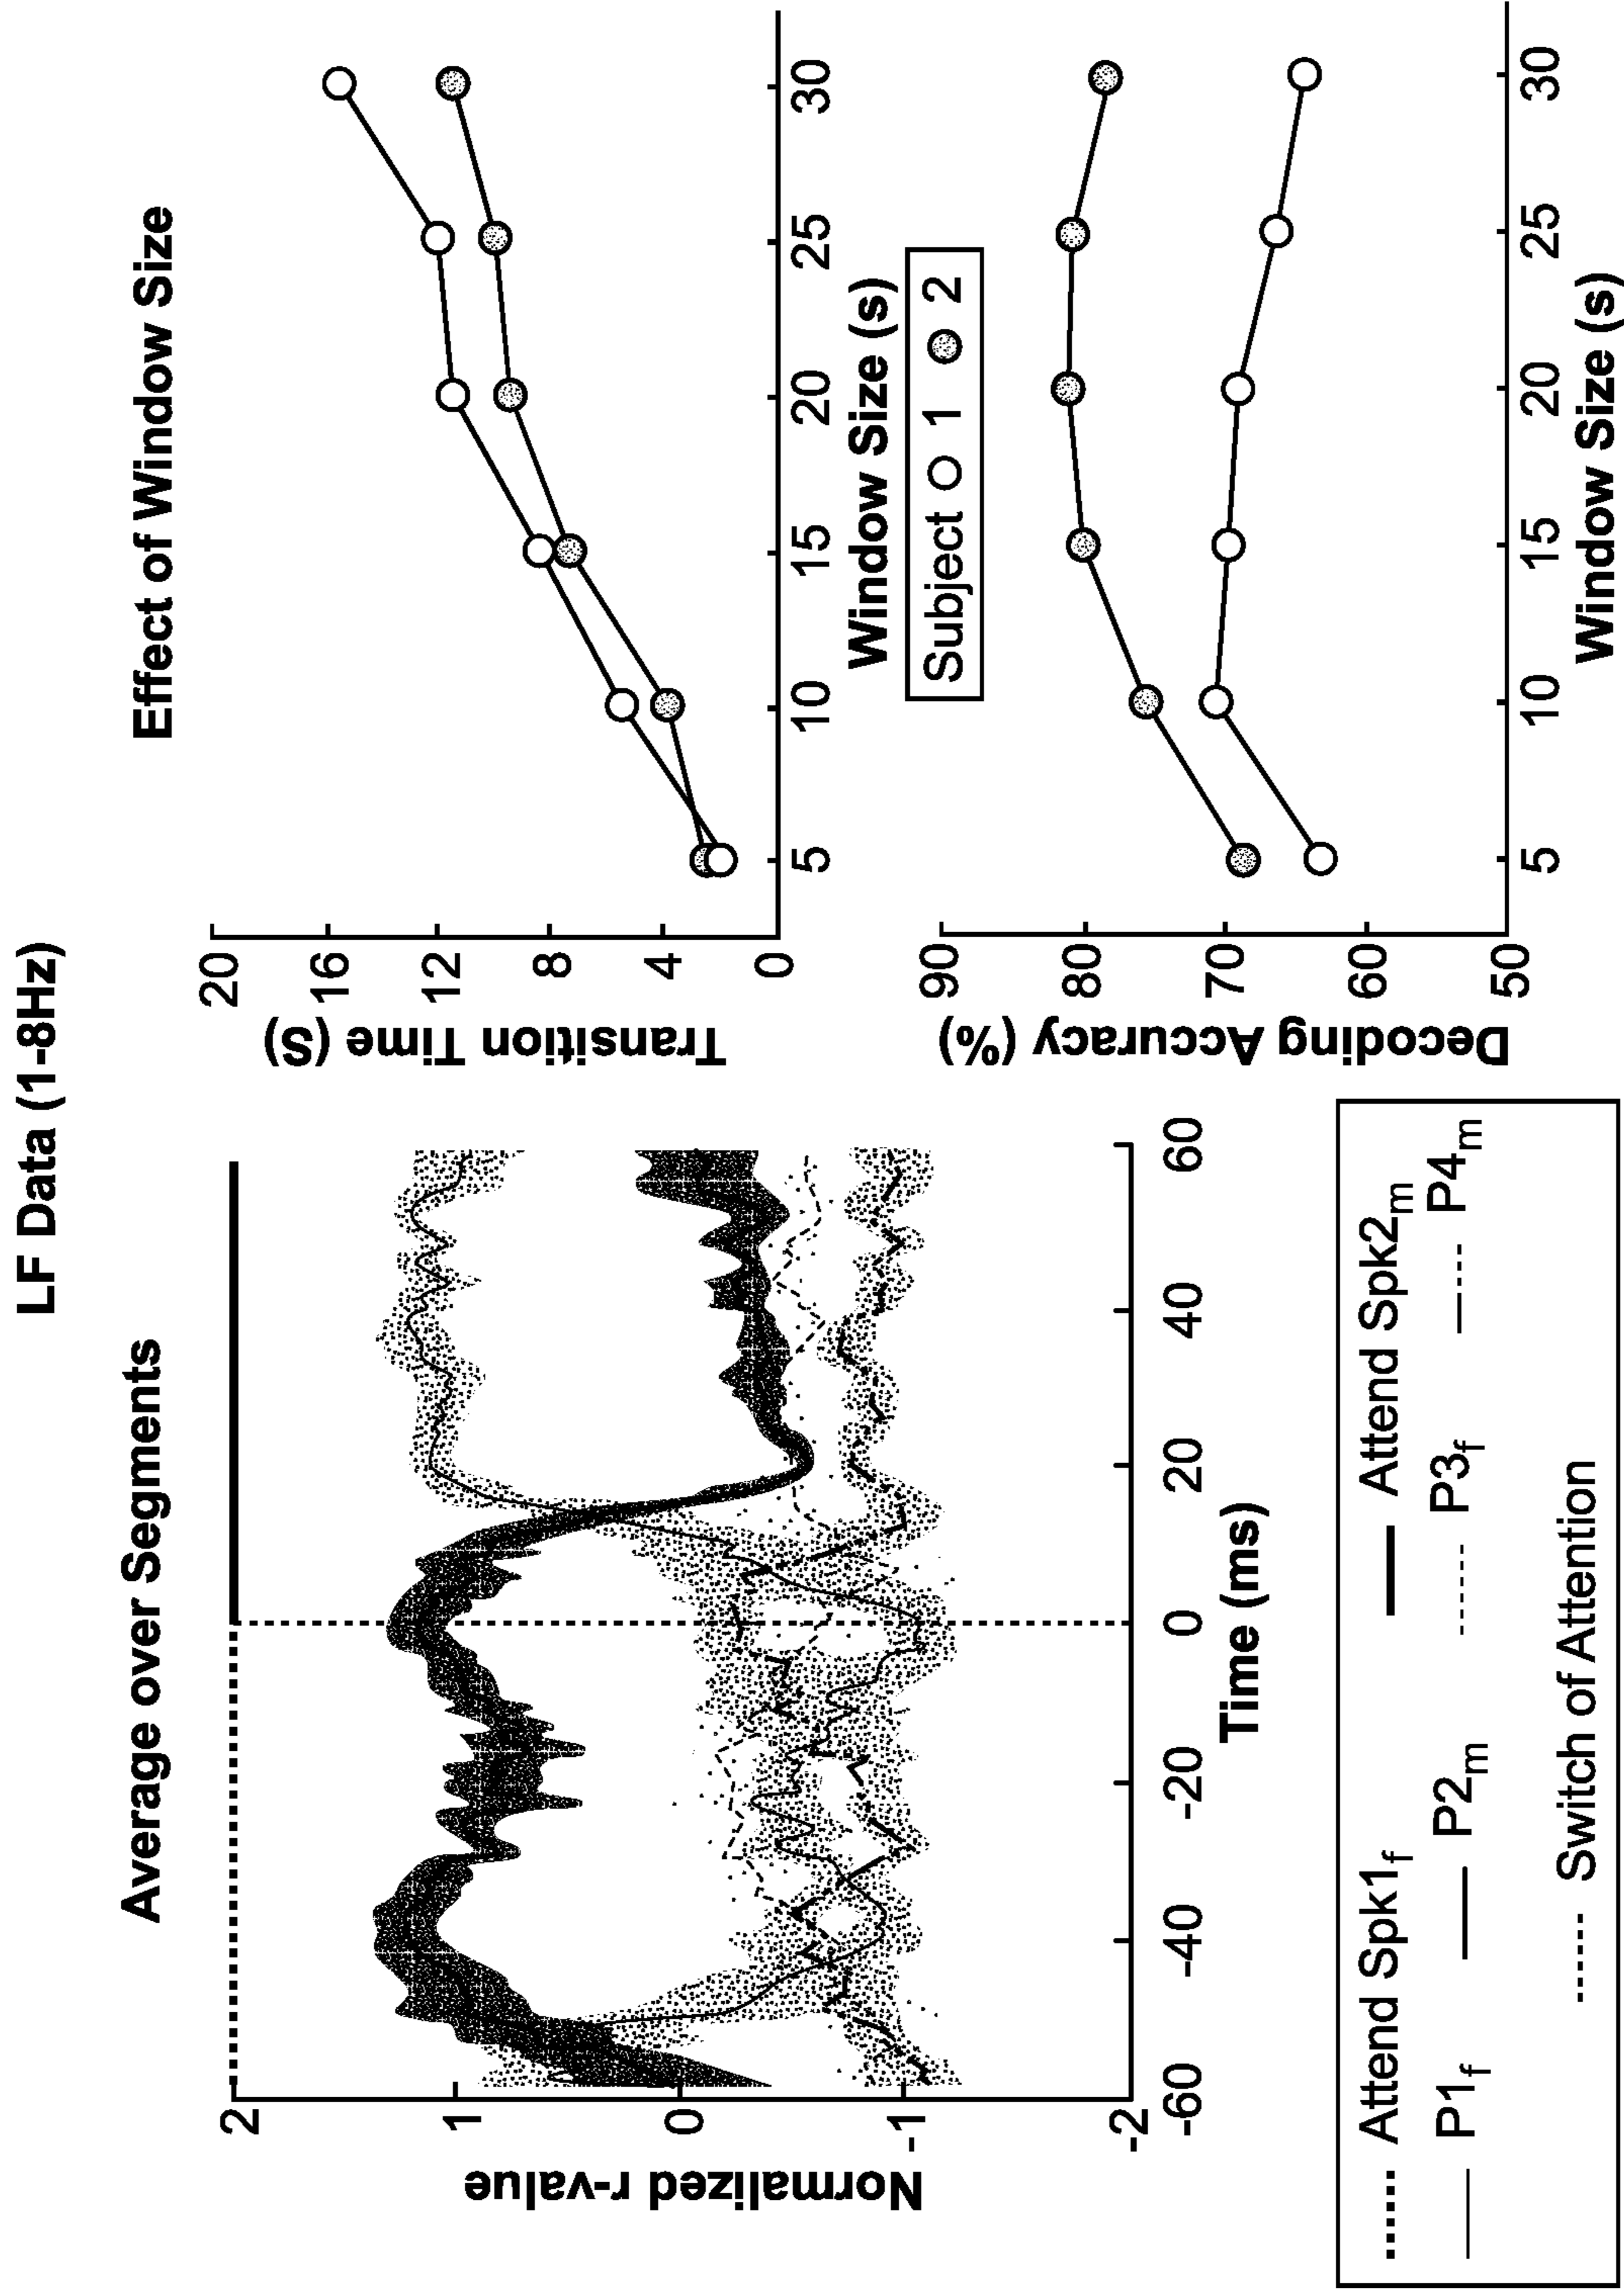 LF Data (1-8Hz)
Average over Segments
Normalized r-value
2
1
0
-1
-2
-60
-40
-20
0
20
40
60
Time (ms)
Attend Spk1f
Attend Spk2m
P1f
P2m
P3f
P4m
Switch of Attention
Effect of Window Size
Transition Time (S)
20
16
12
8
4
0
5
10
15
20
25
30
Window Size (s)
Subject 1 2
Decoding Accuracy (%)
90
80
70
60
50
5
10
15
20
25
30
Window Size (s)